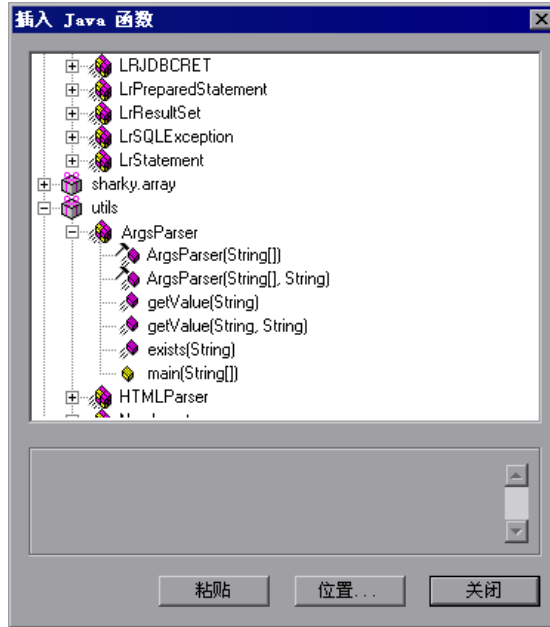 插入 Java 函数
LRJDBCRET
LrPreparedStatement
LrResultSet
LrSQLException
LrStatement
sharky.array
utils
ArgsParser
ArgsParser(String[])
ArgsParser(String[], String)
getValue(String)
getValue(String, String)
exists(String)
main(String[])
HTMLParser
粘贴 位置... 关闭